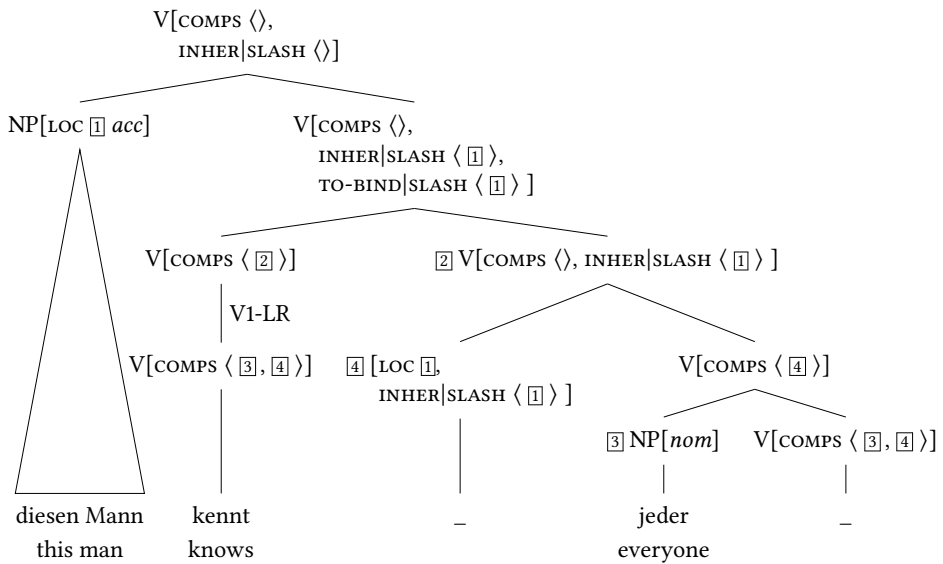 V[COMPS ⟨⟩,
INHER|SLASH ⟨⟩]
NP[LOC 1 acc]
V[COMPS ⟨⟩,
INHER|SLASH ⟨ 1 ⟩,
TO-BIND|SLASH ⟨ 1 ⟩ ]
V[COMPS ⟨ 2 ⟩]
2 V[COMPS ⟨⟩, INHER|SLASH ⟨ 1 ⟩ ]
V1-LR
V[COMPS ⟨ 3 , 4 ⟩]
4 [LOC 1,
INHER|SLASH ⟨ 1 ⟩ ]
V[COMPS ⟨ 4 ⟩]
3 NP[nom]
V[COMPS ⟨ 3 , 4 ⟩]
diesen Mann kennt _ jeder _
this man knows everyone